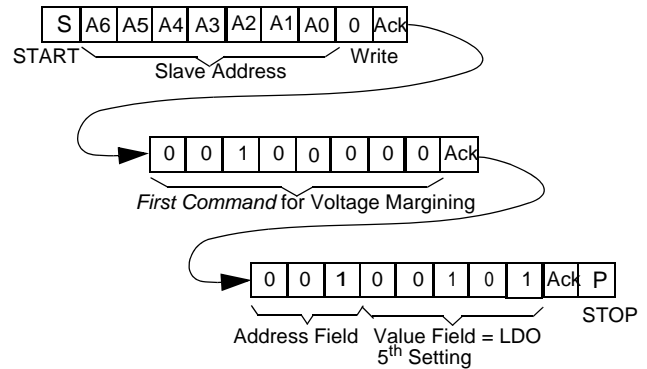 S A6 A5 A4 A3 A2 A1 A0 0 Ack
START Slave Address Write
0 0 1 0 0 0 0 0 Ack
First Command for Voltage Margining
0 0 1 0 0 1 0 1 Ack P
STOP
Address Field Value Field = LDO
5th Setting